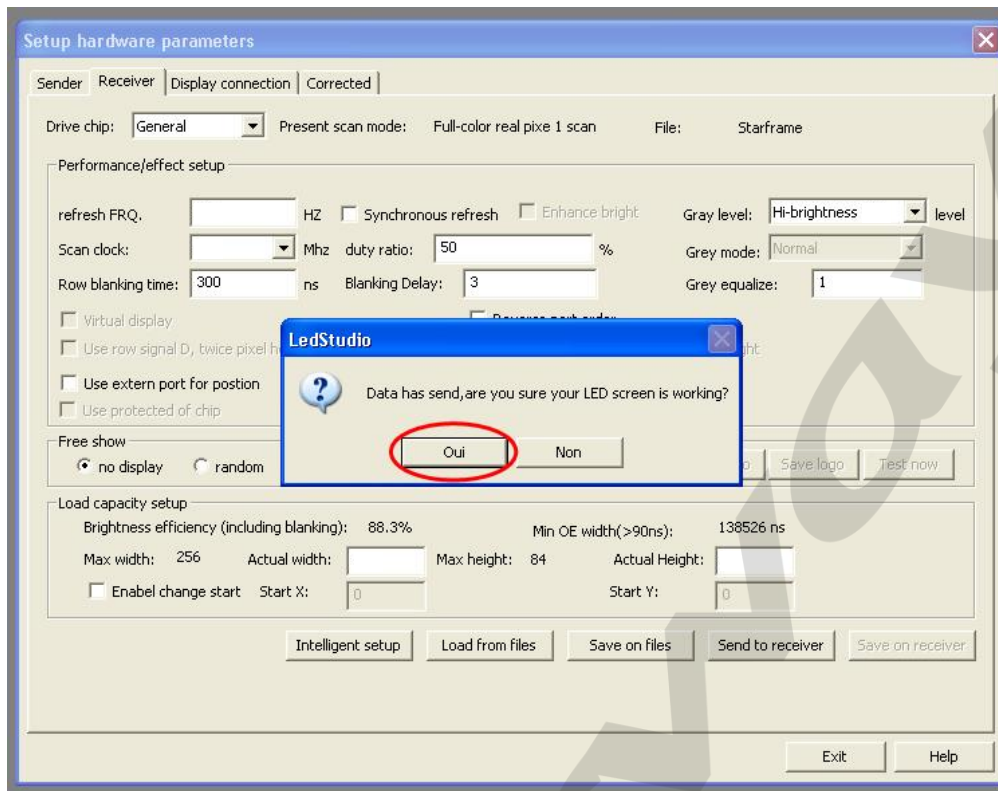 Setup hardware parameters
Sender Receiver Display connection Corrected
Drive chip: General Present scan mode: Full-color real pixe 1 scan File: Starframe
Performance/effect setup
refresh FRQ. HZ Synchronous refresh Enhance bright Gray level: Hi-brightness level
Scan clock: Mhz duty ratio: 50 % Grey mode: Normal
Row blanking time: 300 ns Blanking Delay: 3 Grey equalize: 1
Virtual display
LedStudio
Use row signal D, twice pixel
Data has send,are you sure your LED screen is working?
Use extern port for postion
Use protected of chip
Oui Non
Free show
no display random Save logo Test now
Load capacity setup
Brightness efficiency (including blanking): 88.3% Min OE width(>90ns): 138526 ns
Max width: 256 Actual width: Max height: 84 Actual Height:
Enabel change start Start X: 0 Start Y: 0
Intelligent setup Load from files Save on files Send to receiver Save on receiver
Exit Help